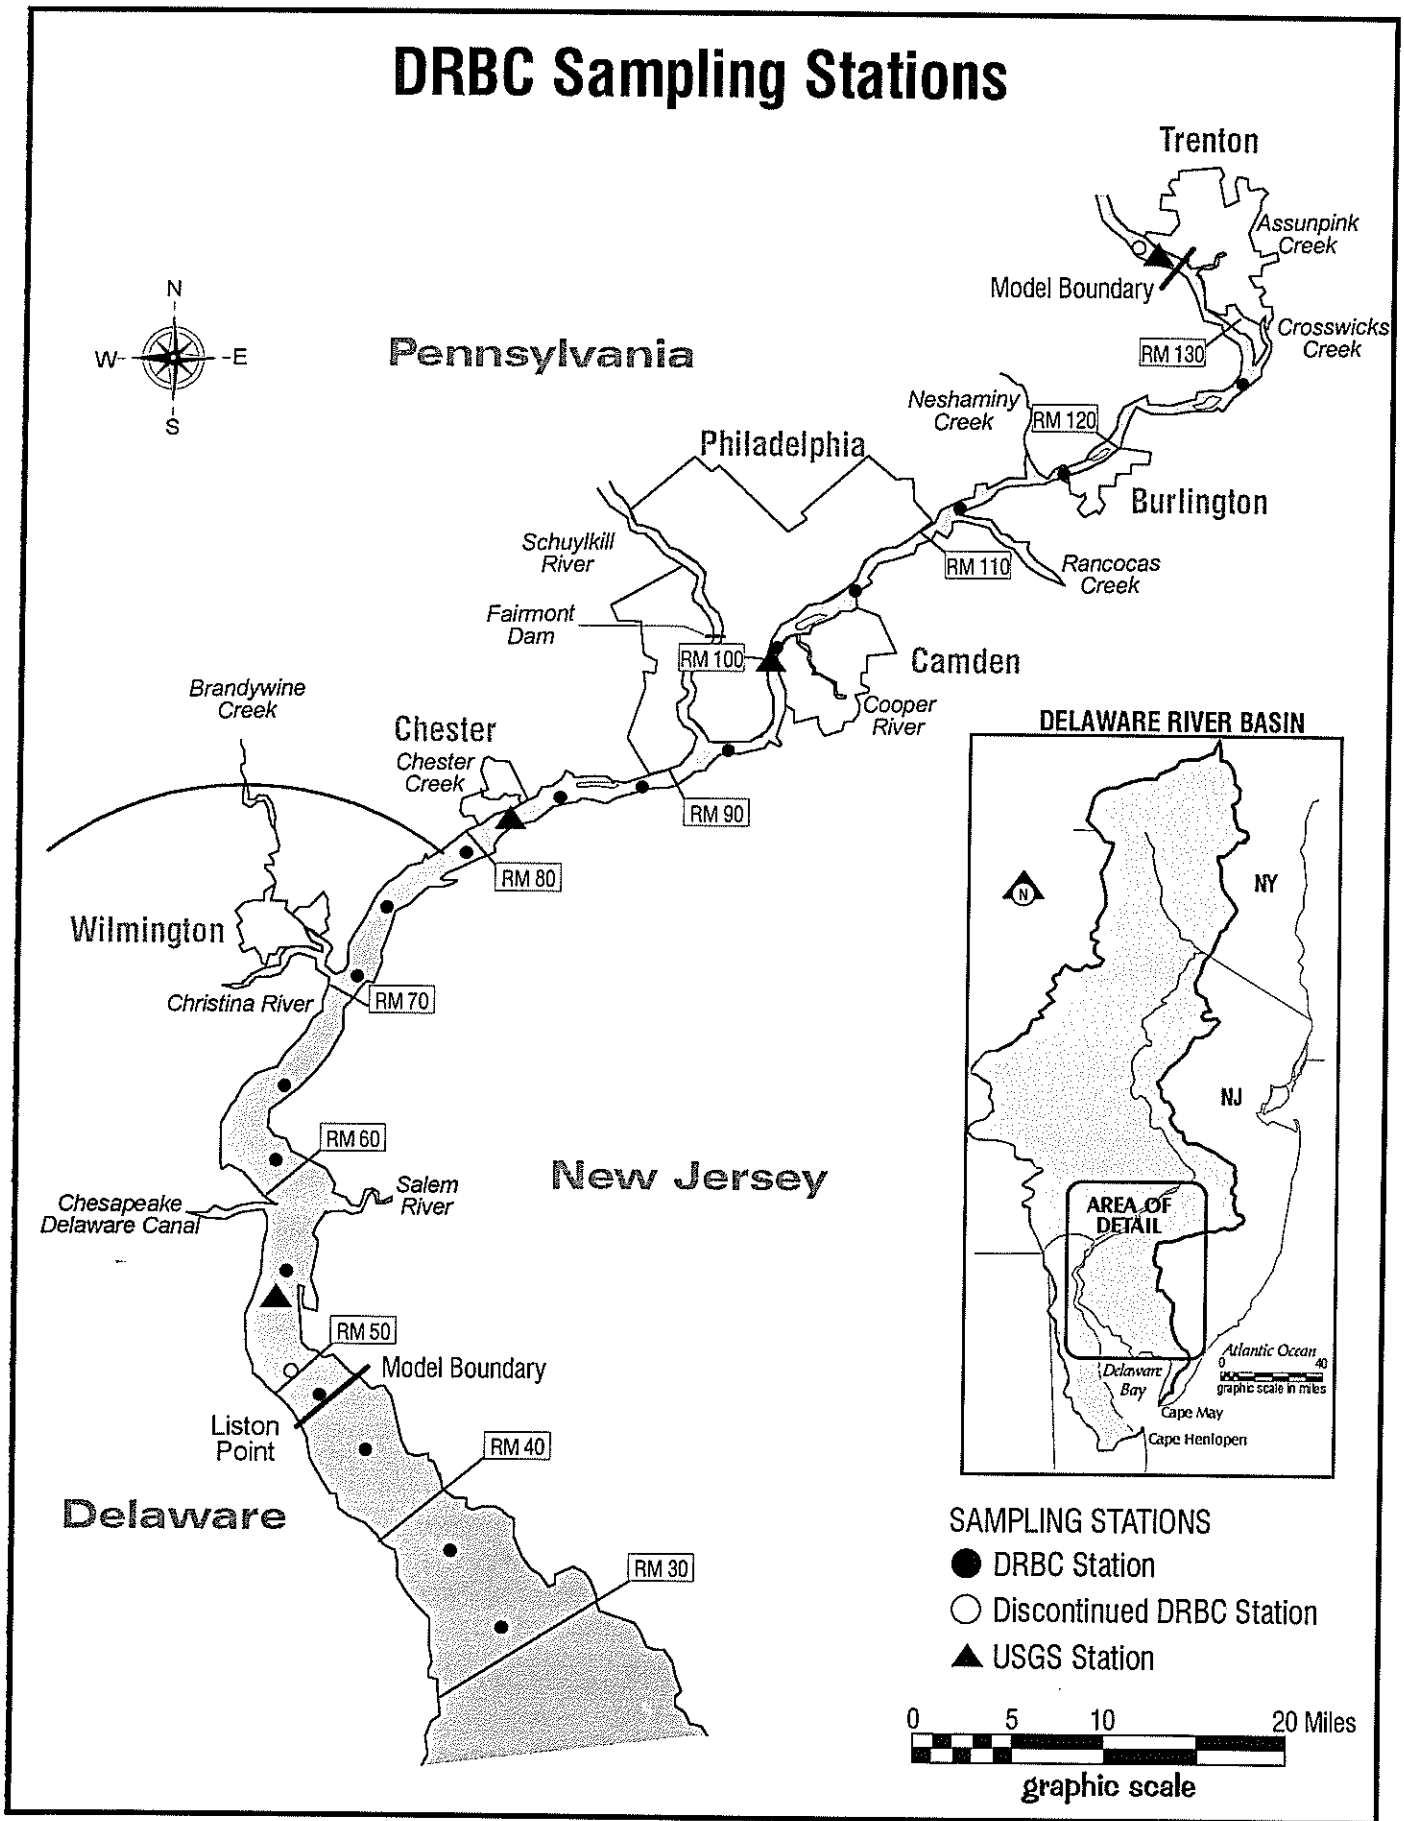 DRBC Sampling Stations
Trenton
Assunpink
Creek
Model Boundary
N
W
E
S
Pennsylvania
Crosswicks
Creek
RM 130
Neshaminy
Creek
RM 120
Philadelphia
Burlington
Schuylkill
River
RM 110
Rancocas
Creek
Fairmont
Dam
RM 100
Camden
Cooper
River
Brandywine
Creek
Chester
Chester
Creek
RM 90
RM 80
Wilmington
Christina River
RM 70
RM 60
New Jersey
Salem
River
Chesapeake
Delaware Canal
RM 50
Model Boundary
Liston
Point
RM 40
Delaware
RM 30
DELAWARE RIVER BASIN
N
NY
NJ
AREA OF
DETAIL
Atlantic Ocean
0 40
graphic scale in miles
Delaware
Bay
Cape May
Cape Henlopen
SAMPLING STATIONS
DRBC Station
Discontinued DRBC Station
USGS Station
0 5 10 20 Miles
graphic scale